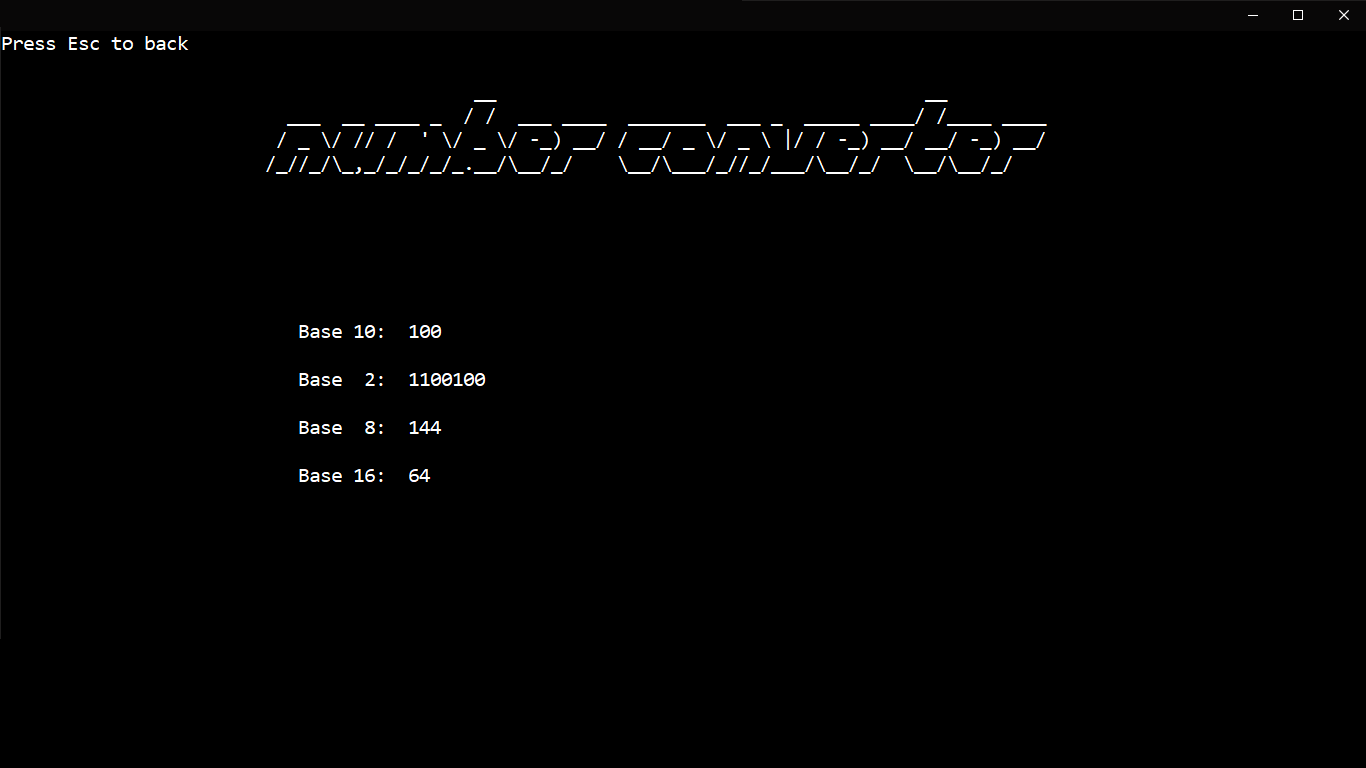 Press Esc to back
number converter
Base 10:  100
Base  2:  1100100
Base  8:  144
Base 16:  64